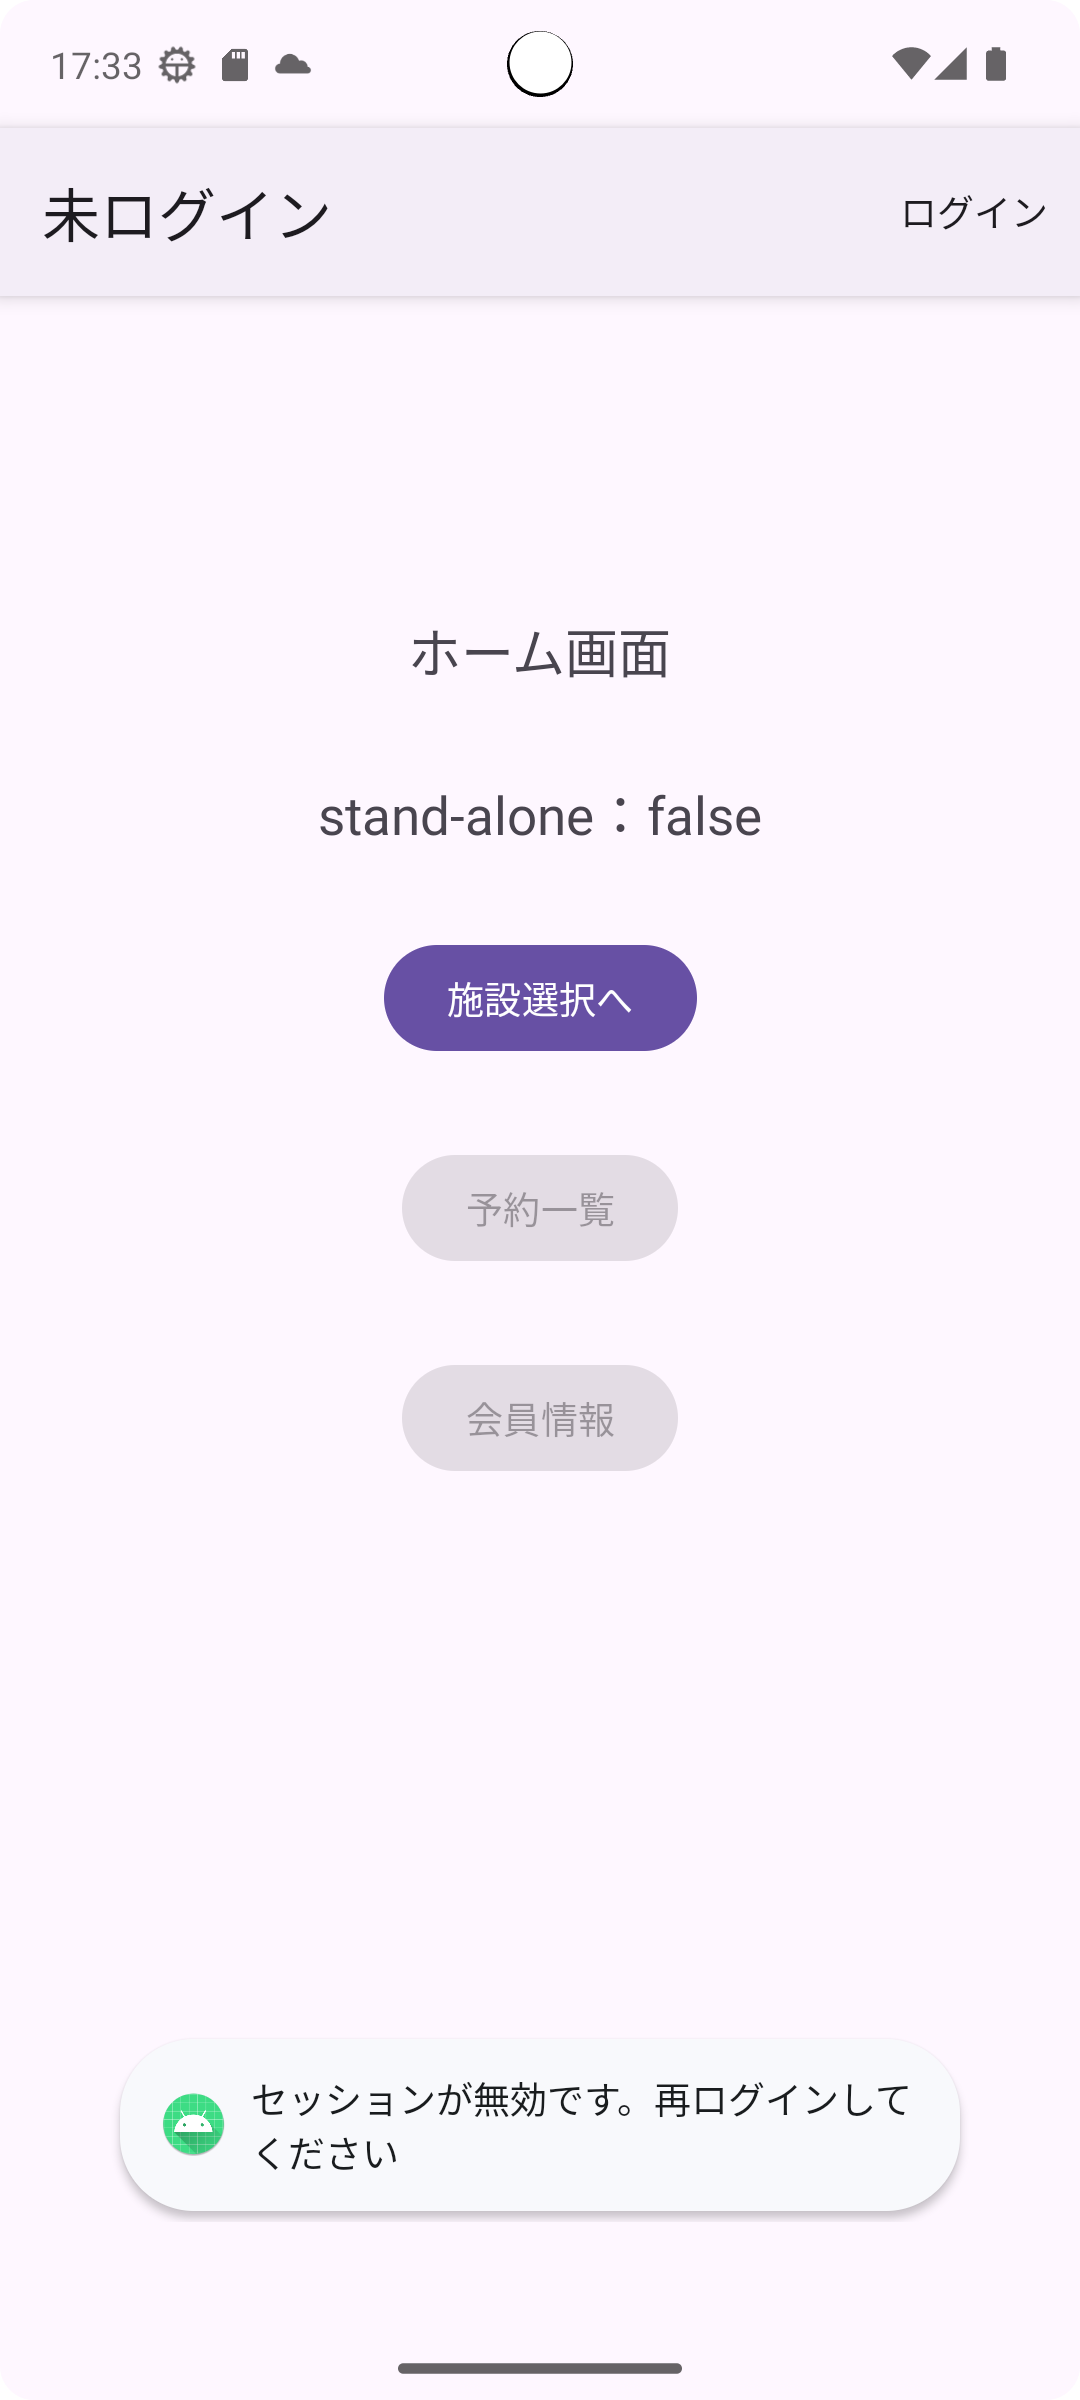 17:33
未ログイン
ログイン
ホーム画面
stand-alone：false
施設選択へ
予約一覧
会員情報
セッションが無効です。再ログインして
ください